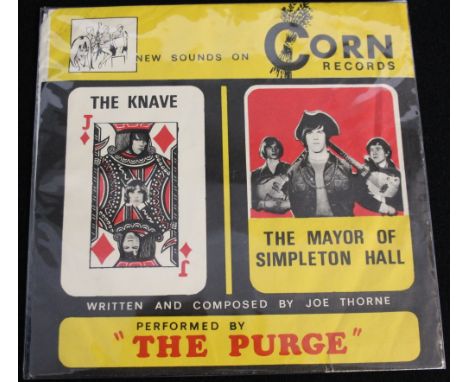 NEW SOUNDS ON
CORN
RECORDS
THE KNAVE
J
J
THE MAYOR OF
SIMPLETON HALL
WRITTEN AND COMPOSED BY JOE THORNE
PERFORMED BY
"THE PURGE"